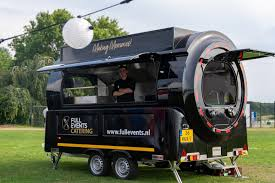 Making Memories!
FULL
EVENTS
CATERING
www.fullevents.nl